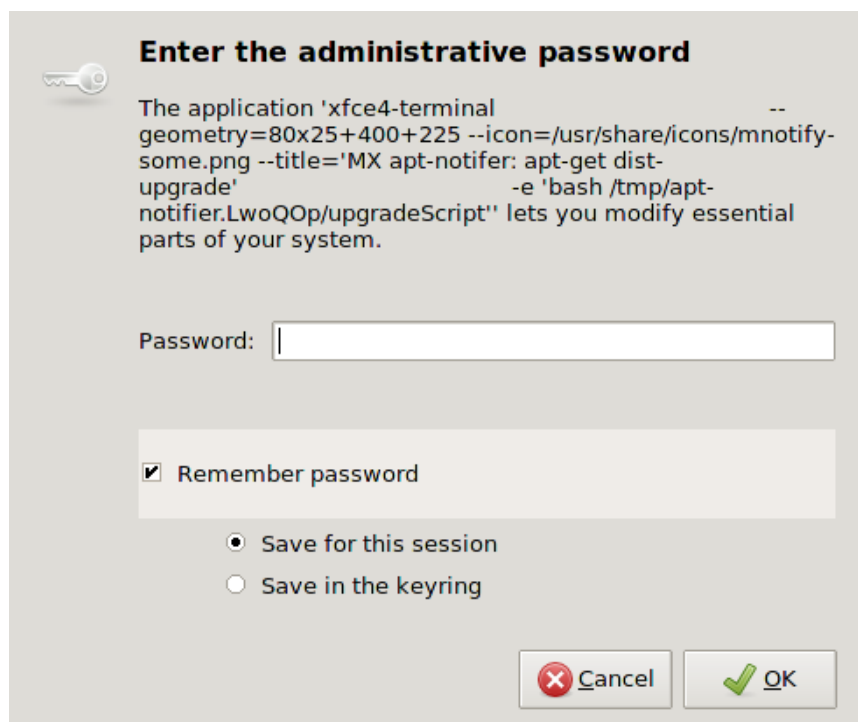 Enter the administrative password
The application 'xfce4-terminal --
geometry=80x25+400+225 --icon=/usr/share/icons/mnotify-
some.png --title='MX apt-notifer: apt-get dist-
upgrade' -e 'bash /tmp/apt-
notifier.LwoQOp/upgradeScript'' lets you modify essential
parts of your system.
Password:
Remember password
Save for this session
Save in the keyring
Cancel OK